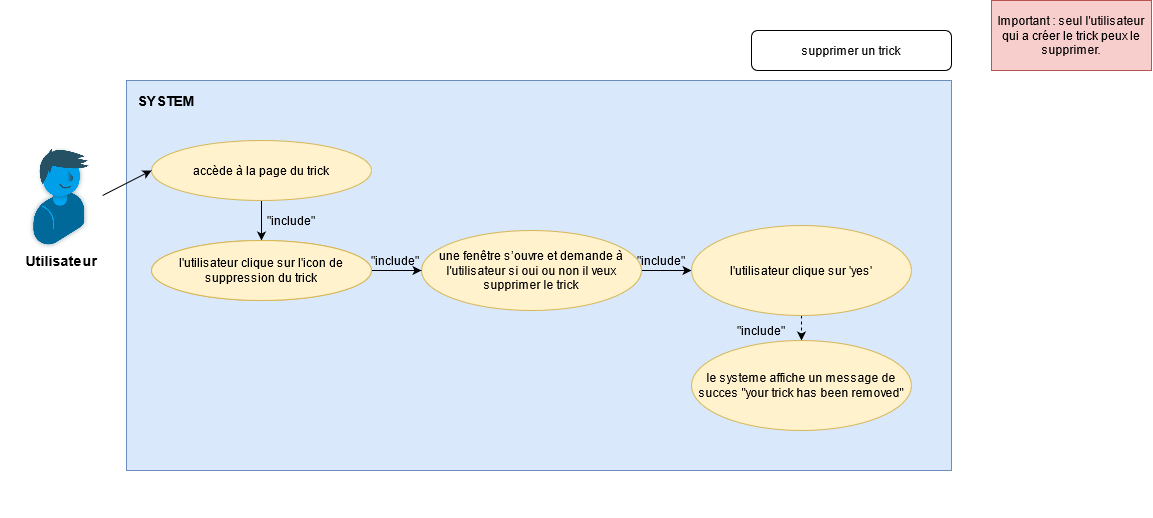 Important : seul l'utilisateur
qui a créer le trick peux le
supprimer.
supprimer un trick
SYSTEM
accède à la page du trick
"include"
Utilisateur
l'utilisateur clique sur l'icon de
suppression du trick
"include"
une fenêtre s'ouvre et demande à
l'utilisateur si oui ou non il veux
supprimer le trick
"include"
l'utilisateur clique sur 'yes'
"include"
le systeme affiche un message de
succes "your trick has been removed"